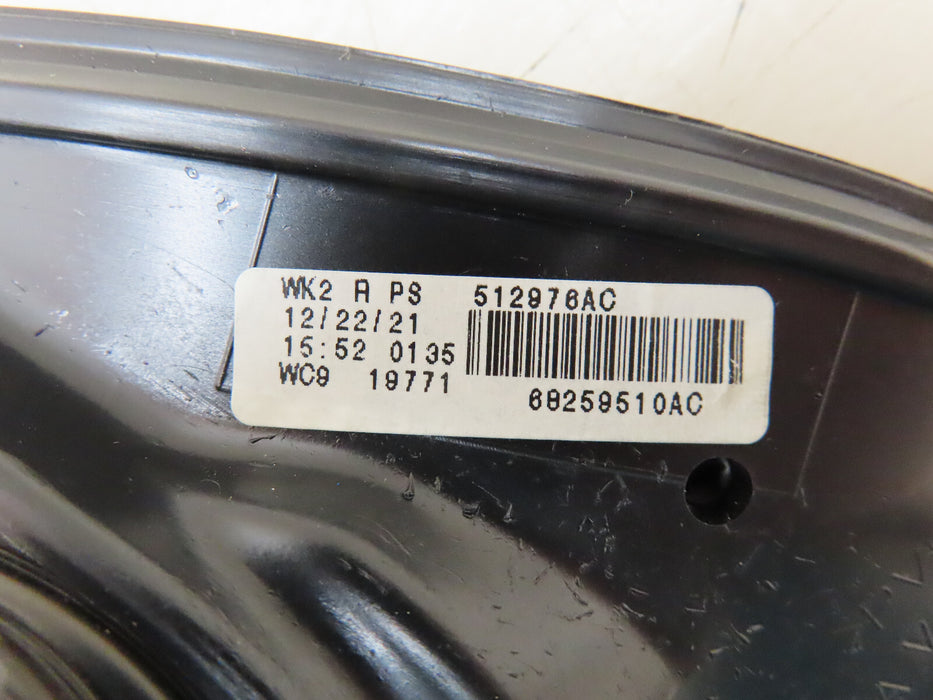 WK2 R PS 512976AC
12/22/21
15:52 0135
WC9 19771
68259510AC